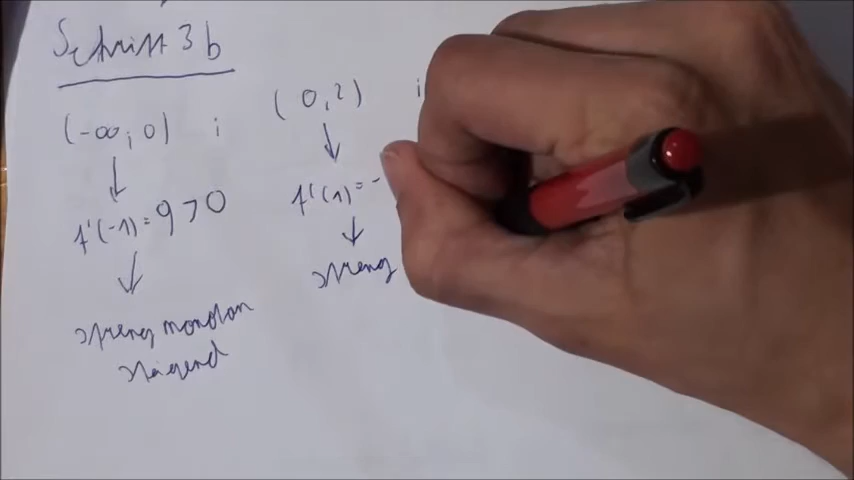 Schritt 3b
(-∞; 0) ; (0; 2) ;
f'(-1) = 9 > 0
f'(1) = -
streng monoton
steigend
streng